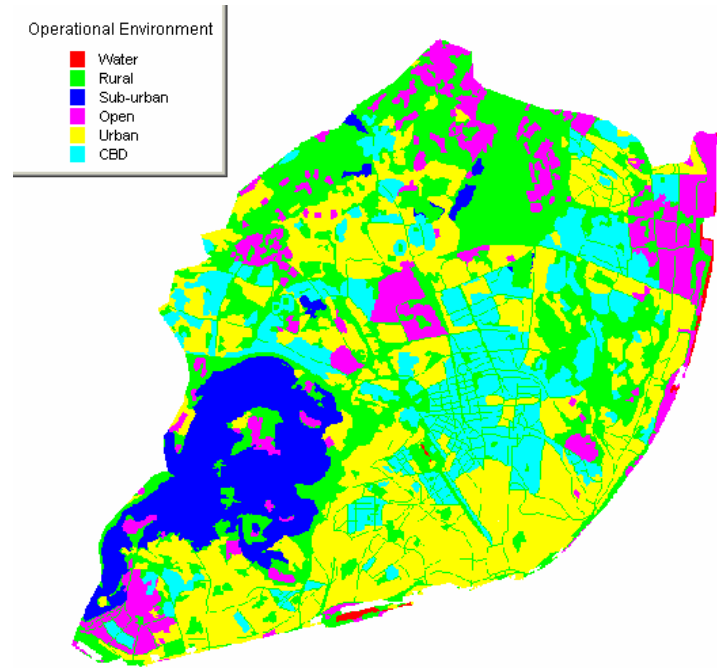 Operational Environment
Water
Rural
Sub-urban
Open
Urban
CBD